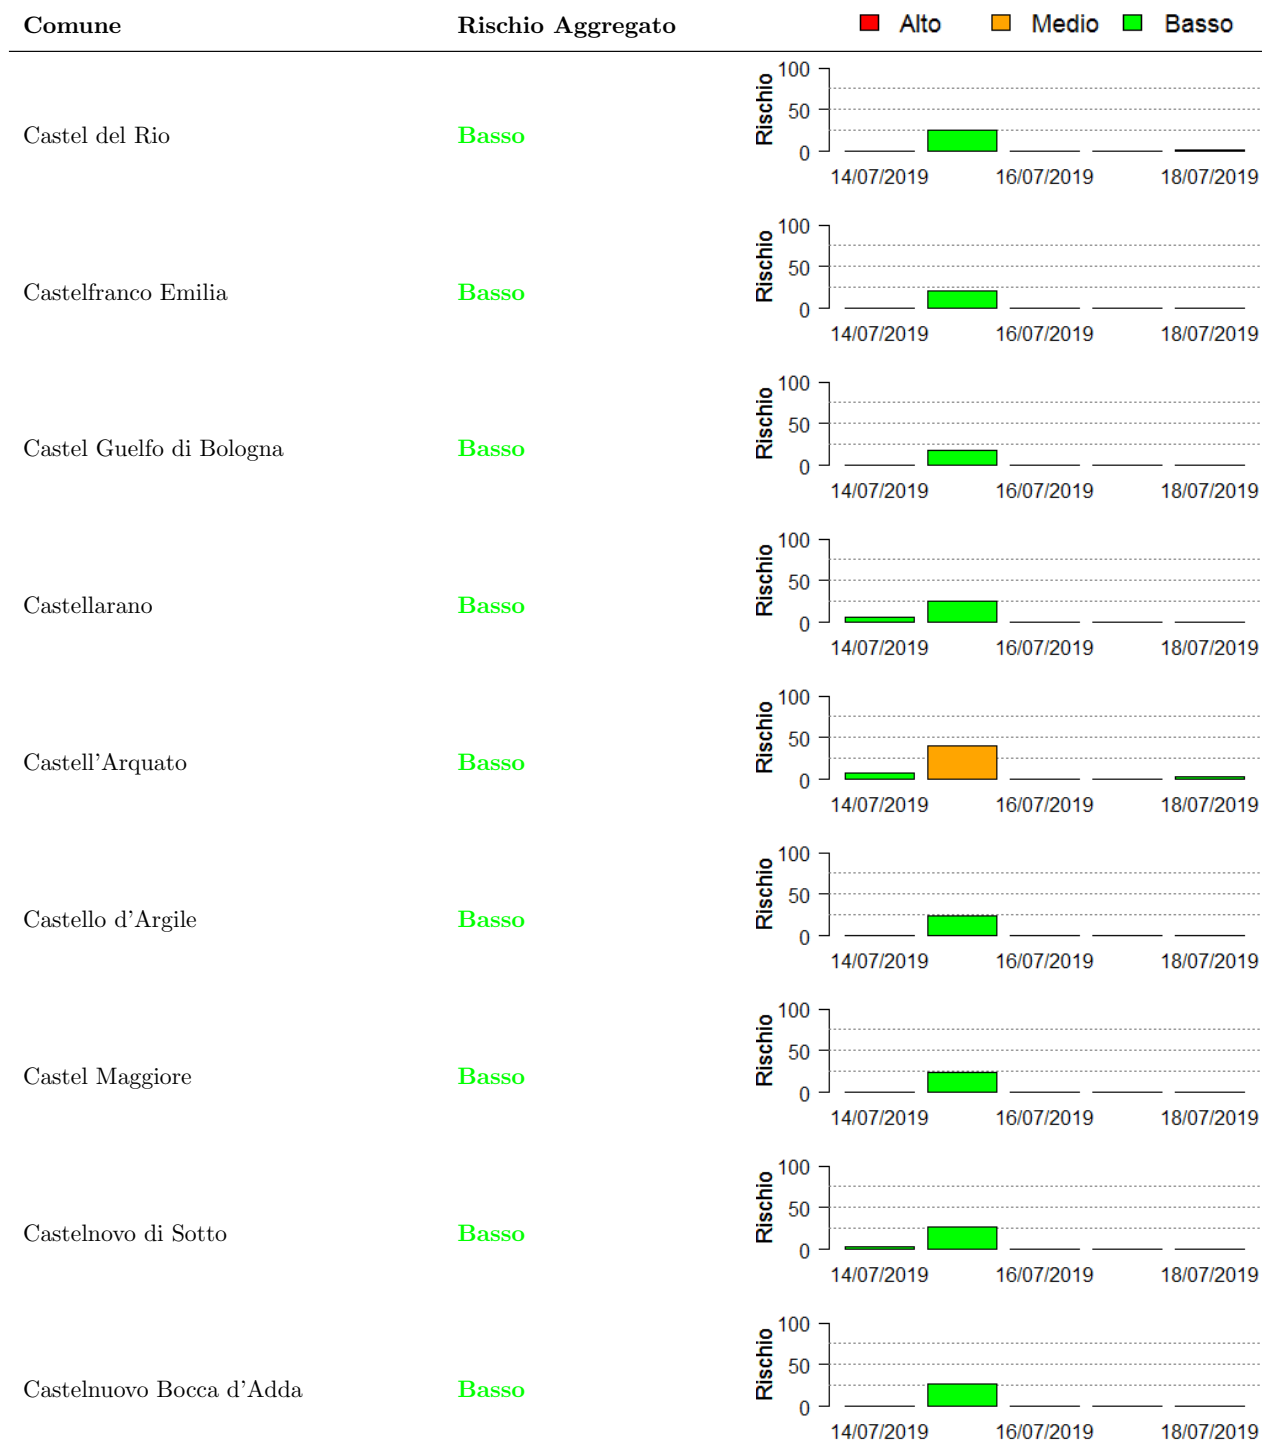 Comune Rischio Aggregato Alto Medio Basso
100
50
0
Rischio
Castel del Rio Basso
14/07/2019 16/07/2019 18/07/2019
100
50
0
Rischio
Castelfranco Emilia Basso
14/07/2019 16/07/2019 18/07/2019
100
50
0
Rischio
Castel Guelfo di Bologna Basso
14/07/2019 16/07/2019 18/07/2019
100
50
0
Rischio
Castellarano Basso
14/07/2019 16/07/2019 18/07/2019
100
50
0
Rischio
Castell'Arquato Basso
14/07/2019 16/07/2019 18/07/2019
100
50
0
Rischio
Castello d'Argile Basso
14/07/2019 16/07/2019 18/07/2019
100
50
0
Rischio
Castel Maggiore Basso
14/07/2019 16/07/2019 18/07/2019
100
50
0
Rischio
Castelnovo di Sotto Basso
14/07/2019 16/07/2019 18/07/2019
100
50
0
Rischio
Castelnuovo Bocca d'Adda Basso
14/07/2019 16/07/2019 18/07/2019